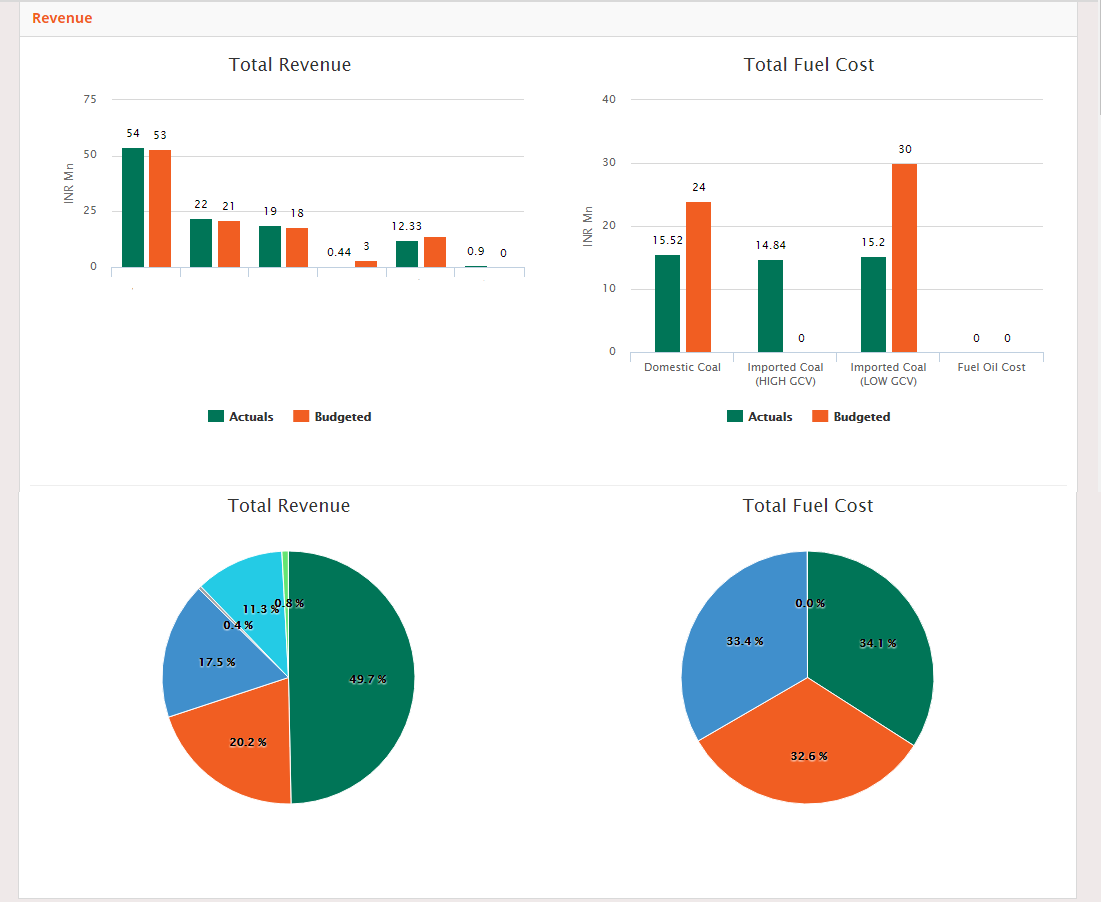 Revenue
Total Revenue
75
50
25
0
INR Mn
54
53
22
21
19
18
0.44
3
12.33
0.9
0
Actuals
Budgeted
Total Fuel Cost
40
30
20
10
0
INR Mn
15.52
24
14.84
0
15.2
30
0
0
Domestic Coal
Imported Coal
(HIGH GCV)
Imported Coal
(LOW GCV)
Fuel Oil Cost
Actuals
Budgeted
Total Revenue
11.3 %
0.8 %
0.4 %
17.5 %
49.7 %
20.2 %
Total Fuel Cost
0.0 %
33.4 %
34.1 %
32.6 %